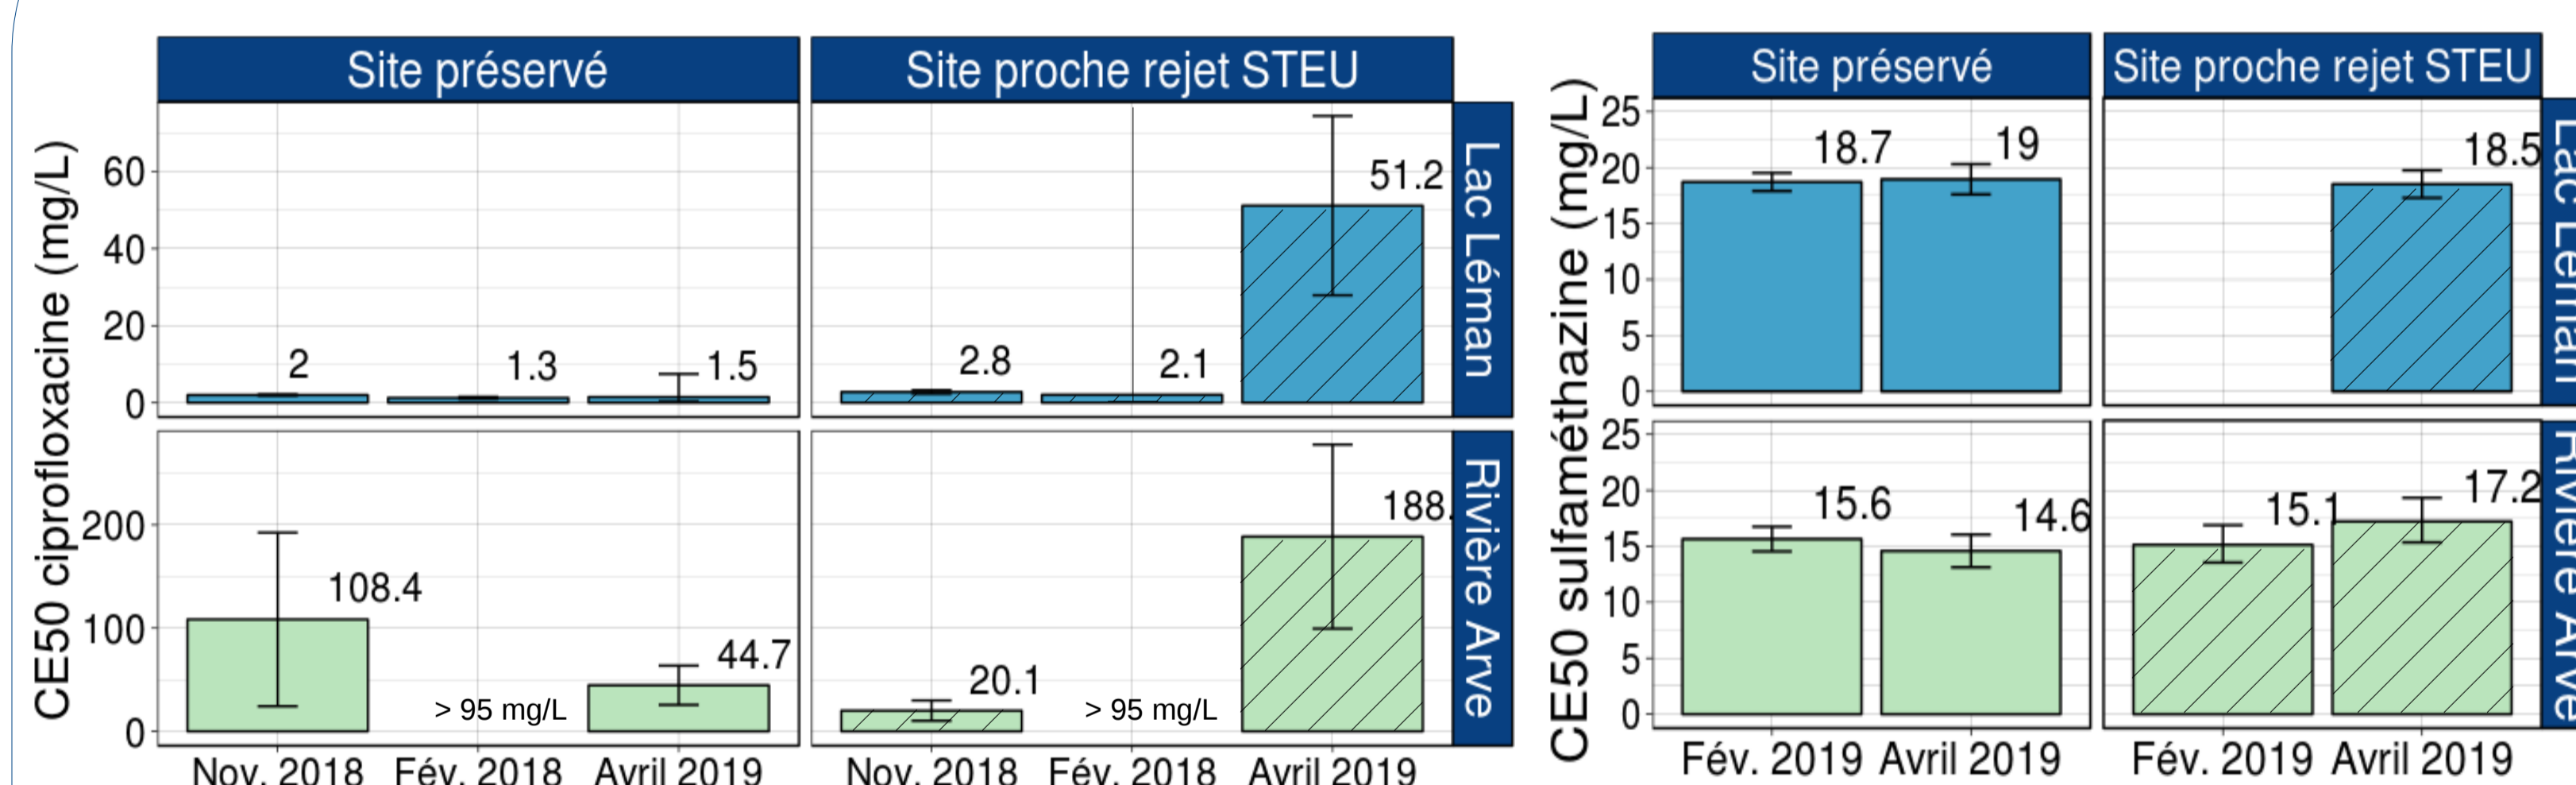 Site préservé
Site proche rejet STEU
CE50 ciprofloxacine (mg/L)
60
40
20
0
2
1.3
1.5
2.8
2.1
51.2
Lac Léman
200
100
0
108.4
> 95 mg/L
44.7
20.1
> 95 mg/L
188.
Rivière Arve
Nov. 2018
Fév. 2018
Avril 2019
Nov. 2018
Fév. 2018
Avril 2019
Site préservé
Site proche rejet STEU
CE50 sulfaméthazine (mg/L)
25
20
15
10
5
0
18.7
19
18.5
Lac Léman
25
20
15
10
5
0
15.6
14.6
15.1
17.2
Rivière Arve
Fév. 2019
Avril 2019
Fév. 2019
Avril 2019